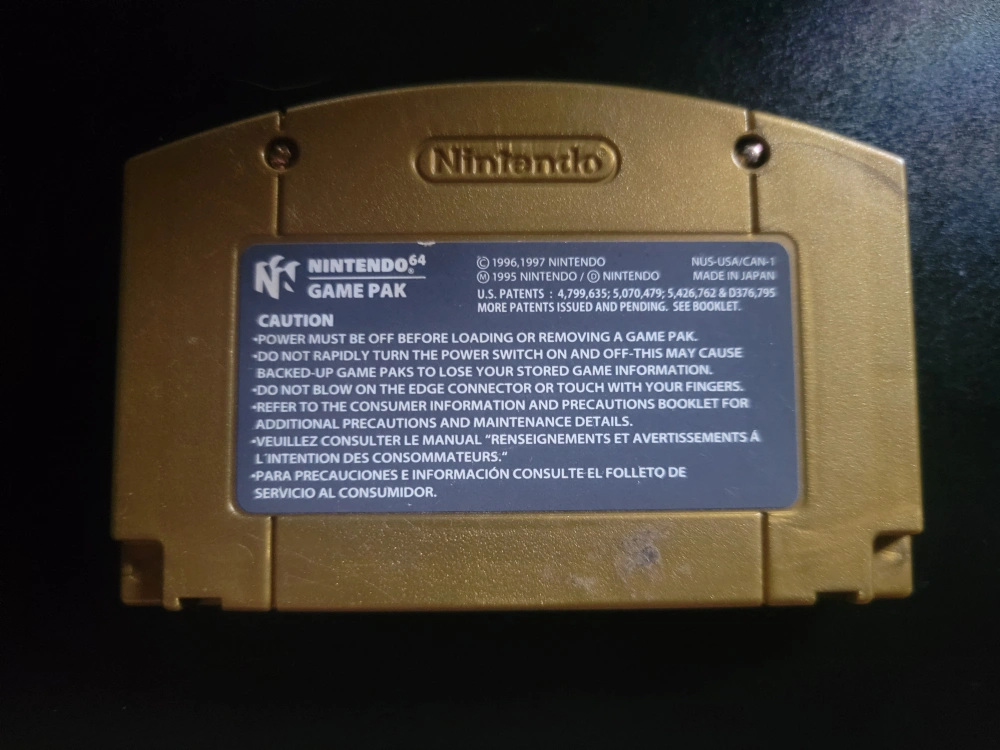 Nintendo®
NINTENDO⁶⁴®
GAME PAK
© 1996,1997 NINTENDO
Ⓜ 1995 NINTENDO / Ⓓ NINTENDO
NUS-USA/CAN-1
MADE IN JAPAN
U.S. PATENTS : 4,799,635; 5,070,479; 5,426,762 & D376,795
MORE PATENTS ISSUED AND PENDING. SEE BOOKLET.
CAUTION
•POWER MUST BE OFF BEFORE LOADING OR REMOVING A GAME PAK.
•DO NOT RAPIDLY TURN THE POWER SWITCH ON AND OFF-THIS MAY CAUSE
BACKED-UP GAME PAKS TO LOSE YOUR STORED GAME INFORMATION.
•DO NOT BLOW ON THE EDGE CONNECTOR OR TOUCH WITH YOUR FINGERS.
•REFER TO THE CONSUMER INFORMATION AND PRECAUTIONS BOOKLET FOR
ADDITIONAL PRECAUTIONS AND MAINTENANCE DETAILS.
•VEUILLEZ CONSULTER LE MANUAL "RENSEIGNEMENTS ET AVERTISSEMENTS Á
L'INTENTION DES CONSOMMATEURS."
•PARA PRECAUCIONES E INFORMACIÓN CONSULTE EL FOLLETO DE
SERVICIO AL CONSUMIDOR.